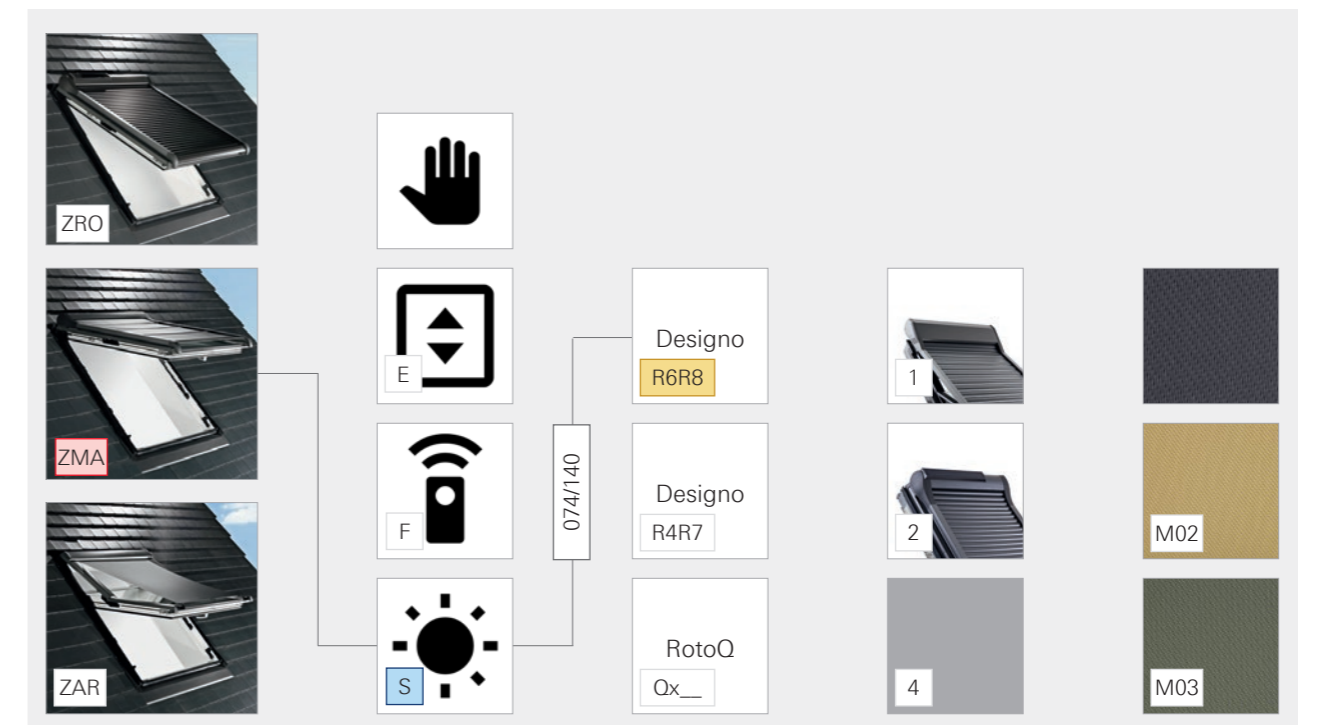 ZRO
ZMA
ZAR
E
F
S
074/140
Designo
R6R8
Designo
R4R7
RotoQ
Qx__
1
2
4
M02
M03